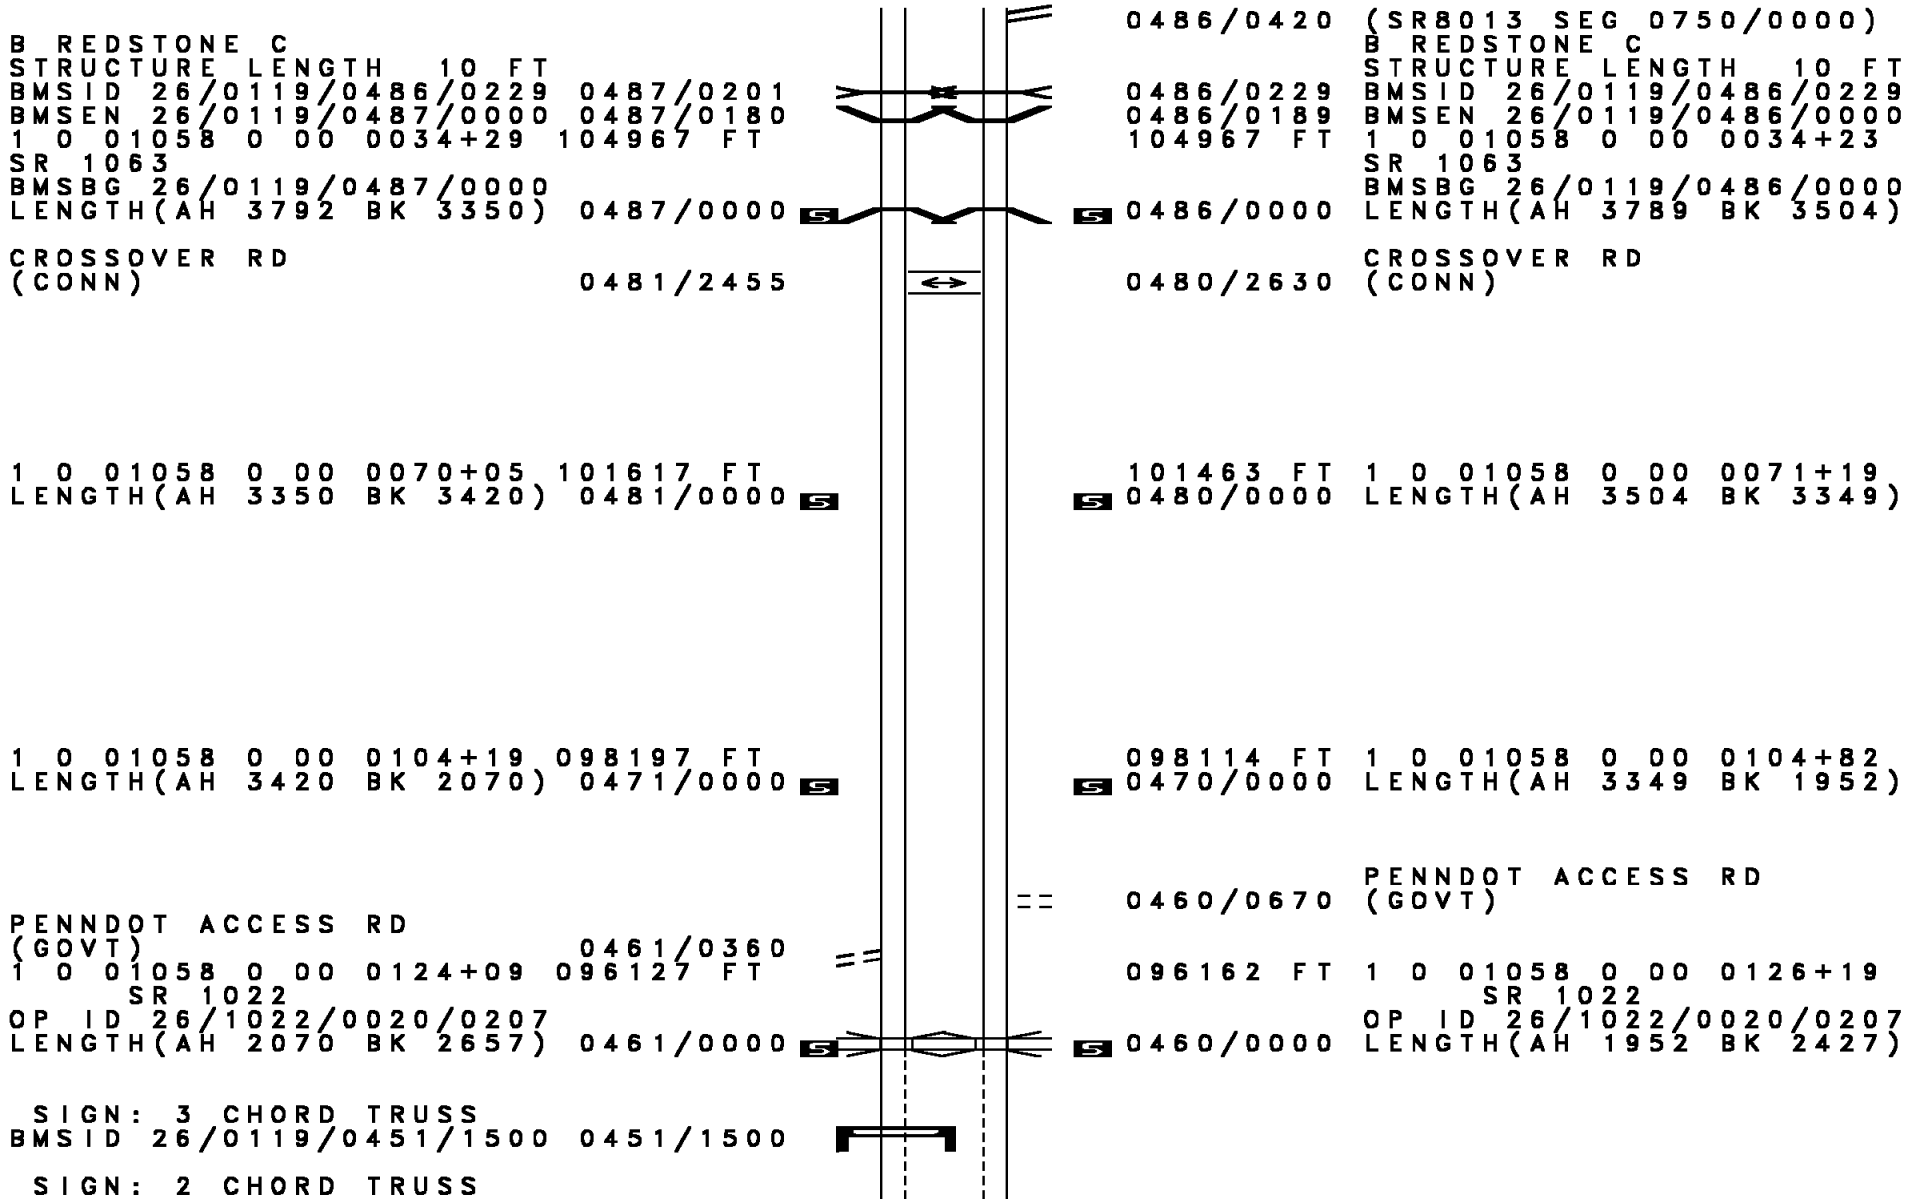 0486/0420 (SR8013 SEG 0750/0000)
B REDSTONE C
STRUCTURE LENGTH 10 FT
BMSID 26/0119/0486/0229 0487/0201
BMSEN 26/0119/0487/0000 0487/0180
1 0 01058 0 00 0034+29 104967 FT
SR 1063
BMSBG 26/0119/0487/0000
LENGTH(AH 3792 BK 3350) 0487/0000 S
CROSSOVER RD
(CONN) 0481/2455
1 0 01058 0 00 0070+05 101617 FT
LENGTH(AH 3350 BK 3420) 0481/0000 S
1 0 01058 0 00 0104+19 098197 FT
LENGTH(AH 3420 BK 2070) 0471/0000 S
PENNDOT ACCESS RD
(GOVT) 0461/0360
1 0 01058 0 00 0124+09 096127 FT
SR 1022
OP ID 26/1022/0020/0207
LENGTH(AH 2070 BK 2657) 0461/0000 S
SIGN: 3 CHORD TRUSS
BMSID 26/0119/0451/1500 0451/1500
SIGN: 2 CHORD TRUSS
B REDSTONE C
STRUCTURE LENGTH 10 FT
0486/0229 BMSID 26/0119/0486/0229
0486/0189 BMSEN 26/0119/0486/0000
104967 FT 1 0 01058 0 00 0034+23
SR 1063
BMSBG 26/0119/0486/0000
S 0486/0000 LENGTH(AH 3789 BK 3504)
CROSSOVER RD
0480/2630 (CONN)
101463 FT 1 0 01058 0 00 0071+19
S 0480/0000 LENGTH(AH 3504 BK 3349)
098114 FT 1 0 01058 0 00 0104+82
S 0470/0000 LENGTH(AH 3349 BK 1952)
PENNDOT ACCESS RD
0460/0670 (GOVT)
096162 FT 1 0 01058 0 00 0126+19
SR 1022
OP ID 26/1022/0020/0207
S 0460/0000 LENGTH(AH 1952 BK 2427)